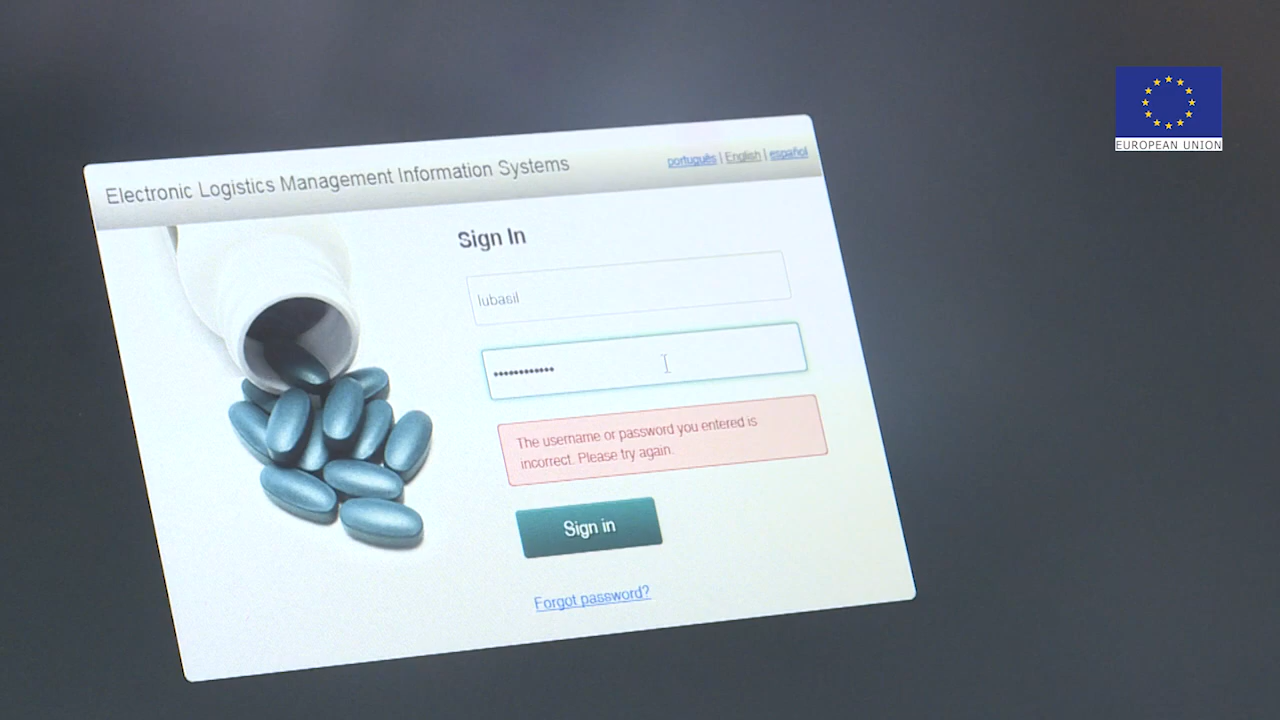 EUROPEAN UNION
Electronic Logistics Management Information Systems
português | English | español
Sign In
lubasil
••••••••••••
The username or password you entered is
incorrect. Please try again.
Sign in
Forgot password?